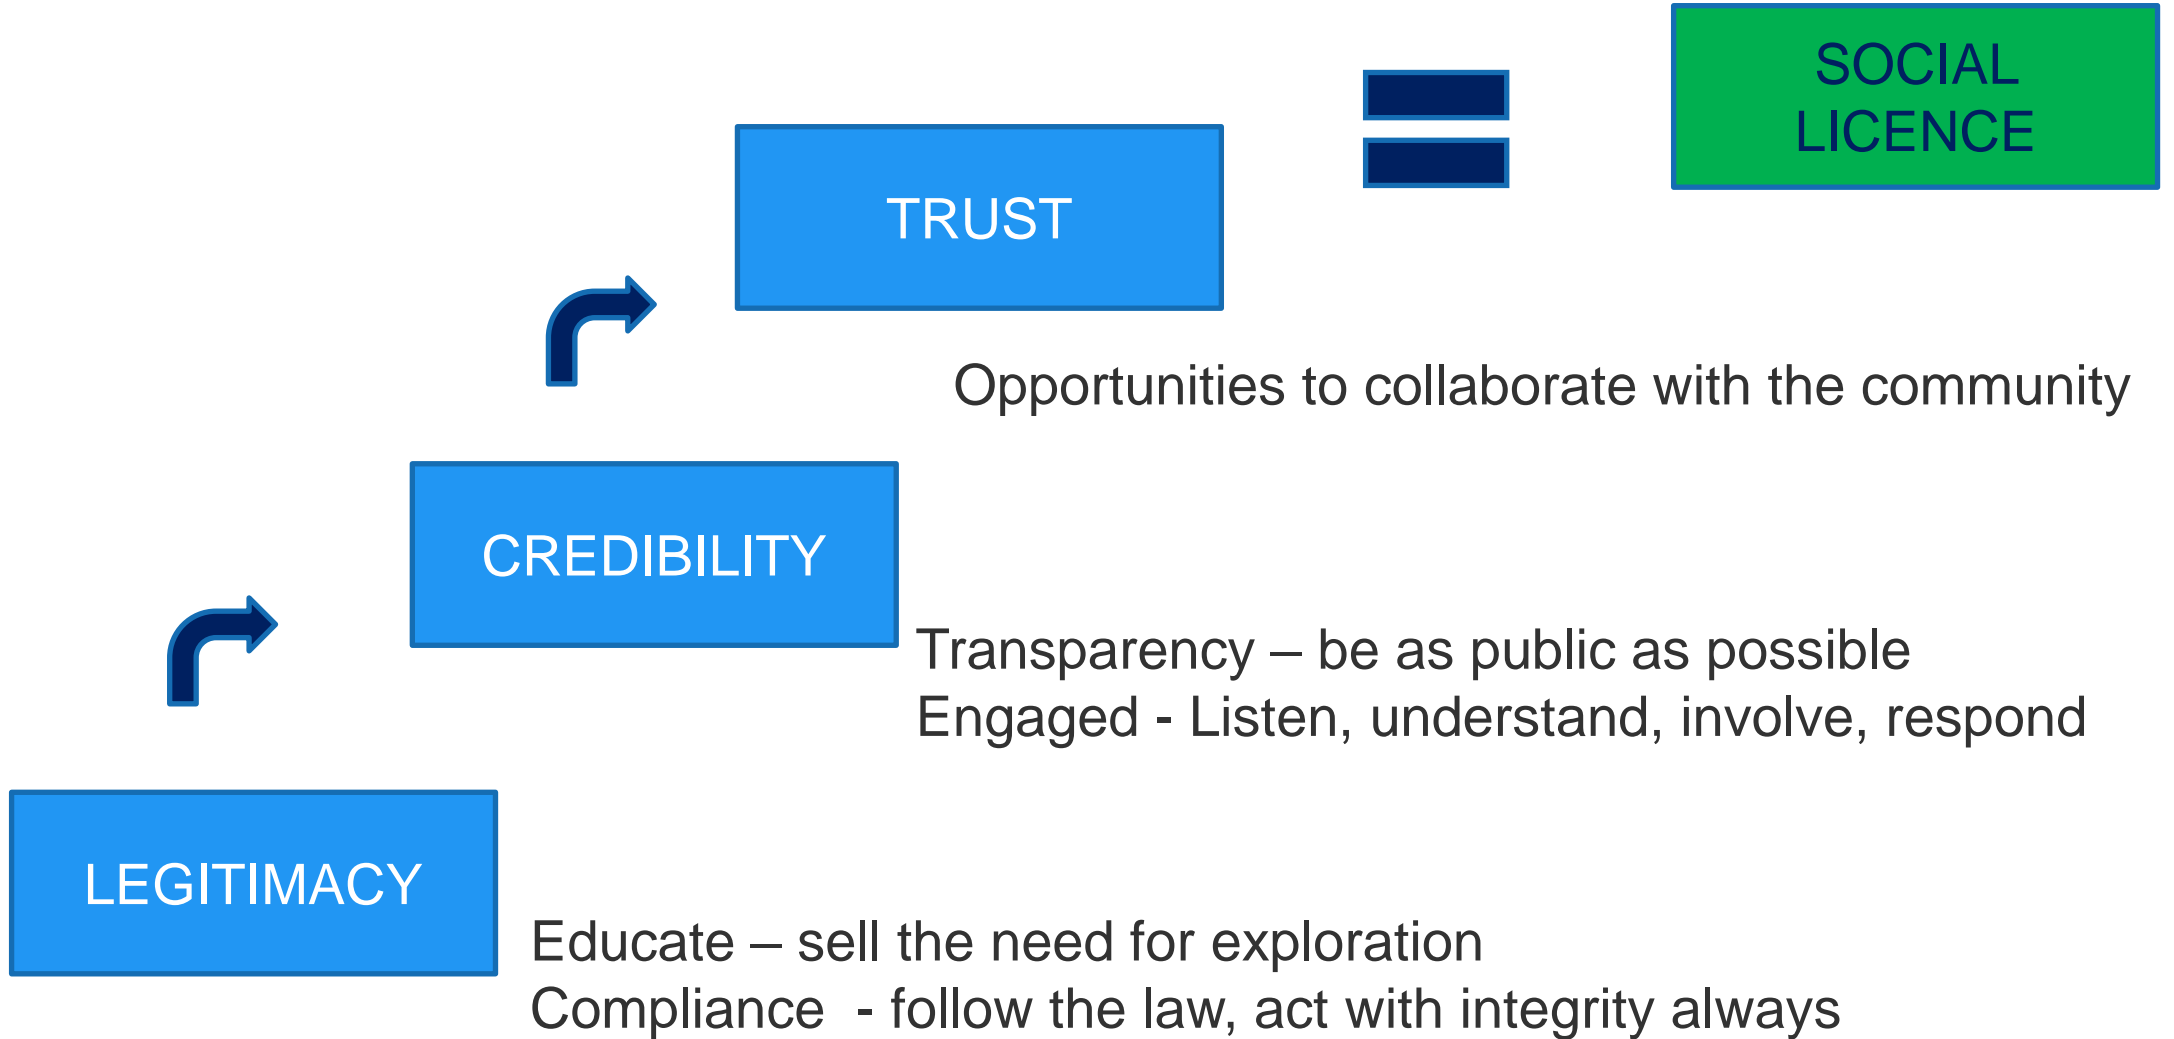 SOCIAL
LICENCE
TRUST
Opportunities to collaborate with the community
CREDIBILITY
Transparency – be as public as possible
Engaged - Listen, understand, involve, respond
LEGITIMACY
Educate – sell the need for exploration
Compliance  - follow the law, act with integrity always